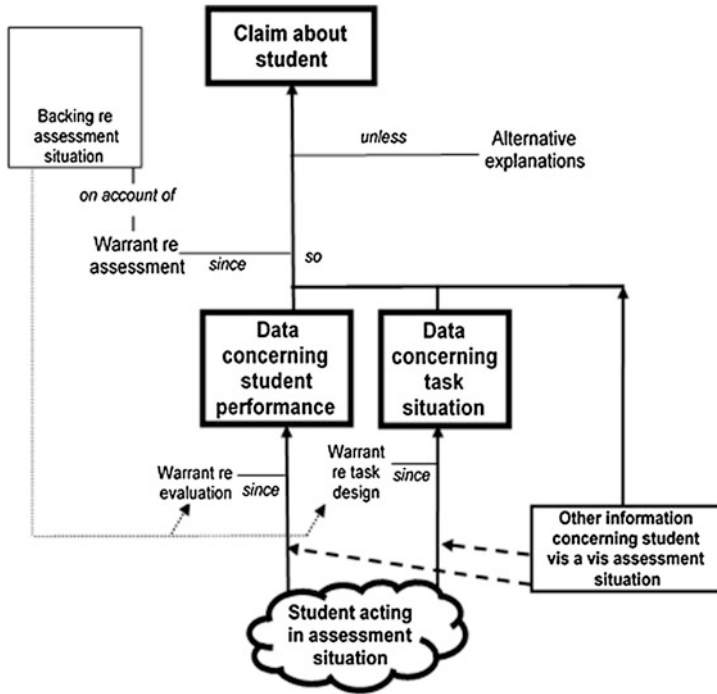 Claim about
student
Backing re
assessment
situation
unless
Alternative
explanations
on account of
Warrant re
assessment
since
so
Data
concerning
student
performance
Data
concerning
task
situation
Warrant re
evaluation
since
Warrant
re task
design
since
Other information
concerning student
vis a vis assessment
situation
Student acting
in assessment
situation